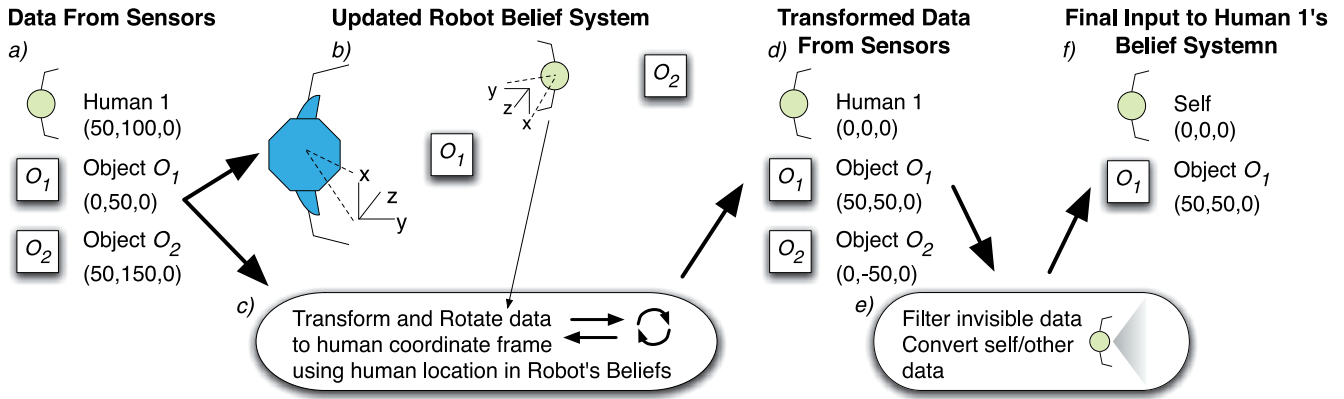 Data From Sensors
a)
Human 1
(50,100,0)
O1
Object O1
(0,50,0)
O2
Object O2
(50,150,0)
Updated Robot Belief System
b)
x
z
y
O1
y
z
x
O2
c)
Transform and Rotate data
to human coordinate frame
using human location in Robot's Beliefs
Transformed Data
From Sensors
d)
Human 1
(0,0,0)
O1
Object O1
(50,50,0)
O2
Object O2
(0,-50,0)
e)
Filter invisible data
Convert self/other
data
Final Input to Human 1's
Belief Systemn
f)
Self
(0,0,0)
O1
Object O1
(50,50,0)